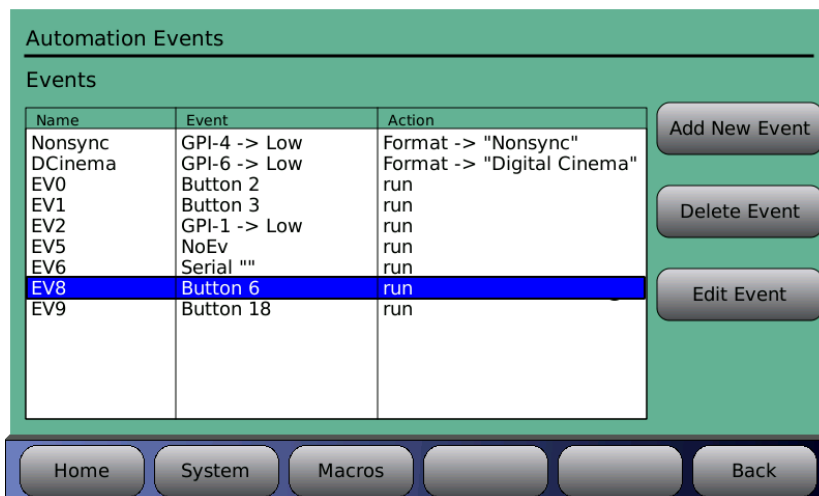 Automation Events
Events
Name Event Action
Nonsync GPI-4 -> Low Format -> "Nonsync"
DCinema GPI-6 -> Low Format -> "Digital Cinema"
EV0 Button 2 run
EV1 Button 3 run
EV2 GPI-1 -> Low run
EV5 NoEv run
EV6 Serial "" run
EV8 Button 6 run
EV9 Button 18 run
Add New Event
Delete Event
Edit Event
Home System Macros Back